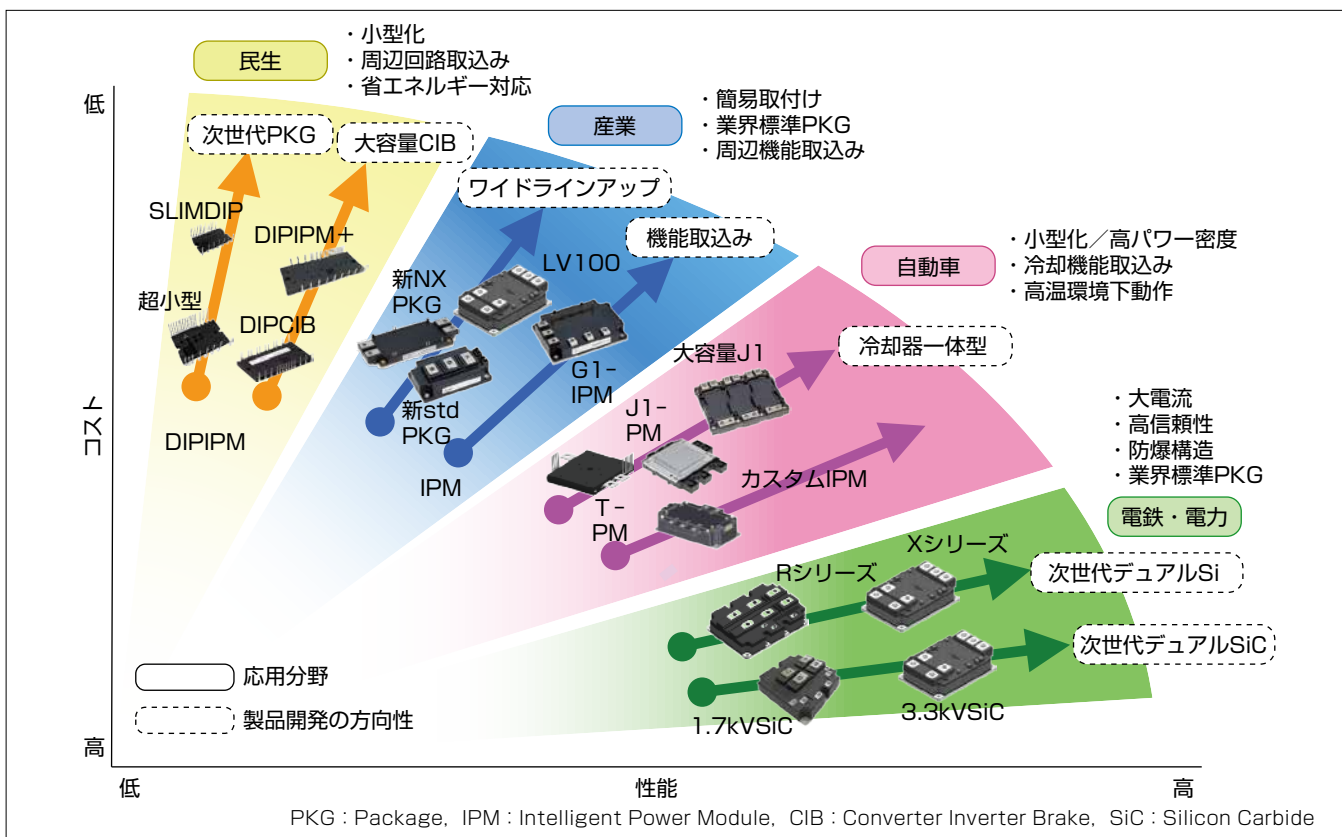 民生
・小型化
・周辺回路取込み
・省エネルギー対応
産業
・簡易取付け
・業界標準PKG
・周辺機能取込み
自動車
・小型化／高パワー密度
・冷却機能取込み
・高温環境下動作
・大電流
・高信頼性
・防爆構造
・業界標準PKG
電鉄・電力
低
コスト
高
次世代PKG
大容量CIB
SLIMDIP
DIPIPM＋
超小型
DIPCIB
DIPIPM
ワイドラインアップ
機能取込み
新NX
PKG
LV100
新std
PKG
G1-
IPM
IPM
冷却器一体型
大容量J1
J1-
PM
T-
PM
カスタムIPM
Rシリーズ
Xシリーズ
次世代デュアルSi
次世代デュアルSiC
1.7kVSiC
3.3kVSiC
応用分野
製品開発の方向性
低
性能
高
PKG：Package，IPM：Intelligent Power Module，CIB：Converter Inverter Brake，SiC：Silicon Carbide